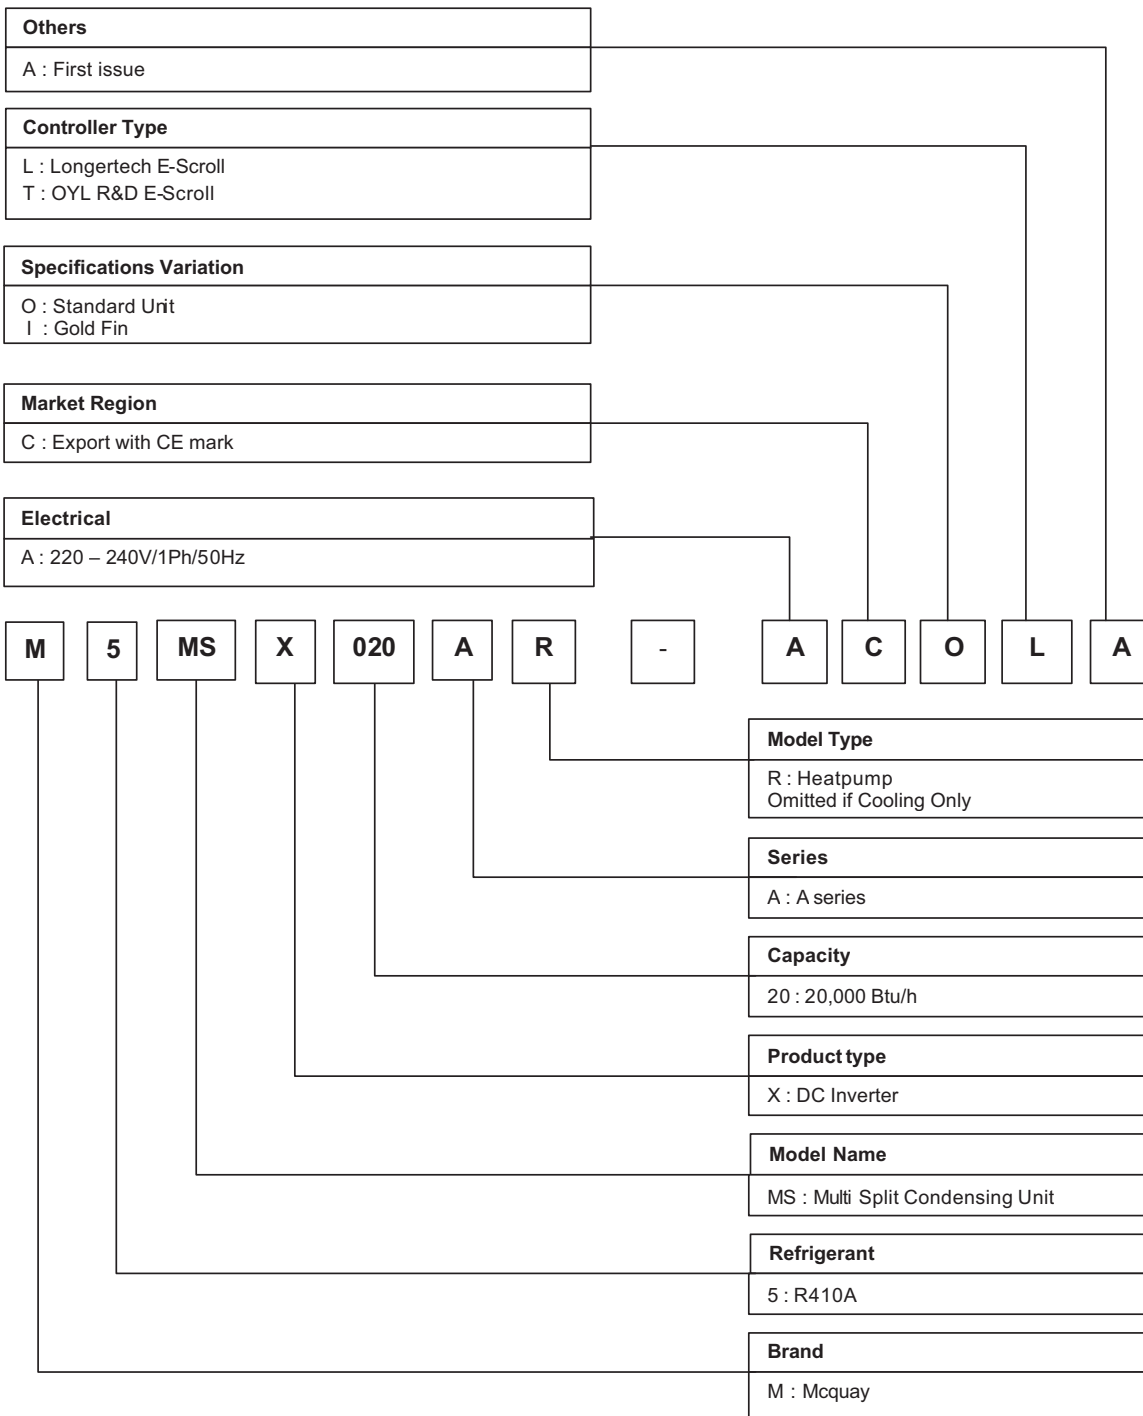 Others
A : First issue
Controller Type
L : Longertech E-Scroll
T : OYL R&D E-Scroll
Specifications Variation
O : Standard Unit
I : Gold Fin
Market Region
C : Export with CE mark
Electrical
A : 220 – 240V/1Ph/50Hz
M 5 MS X 020 A R - A C O L A
Model Type
R : Heatpump
Omitted if Cooling Only
Series
A : A series
Capacity
20 : 20,000 Btu/h
Product type
X : DC Inverter
Model Name
MS : Multi Split Condensing Unit
Refrigerant
5 : R410A
Brand
M : Mcquay